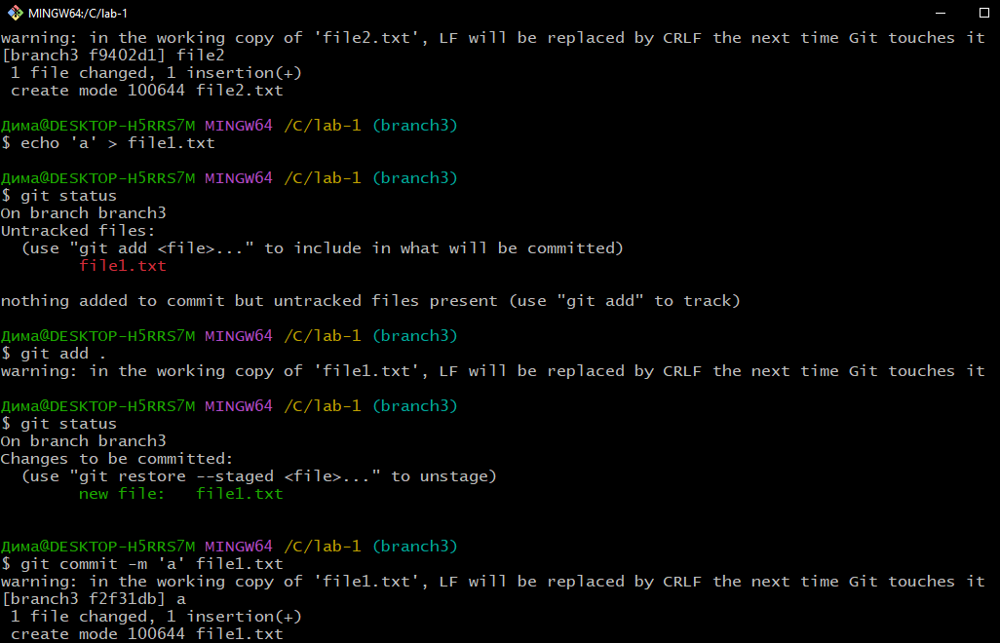 MINGW64:/C/lab-1
warning: in the working copy of 'file2.txt', LF will be replaced by CRLF the next time Git touches it
[branch3 f9402d1] file2
 1 file changed, 1 insertion(+)
 create mode 100644 file2.txt

Дима@DESKTOP-H5RRS7M MINGW64 /C/lab-1 (branch3)
$ echo 'a' > file1.txt

Дима@DESKTOP-H5RRS7M MINGW64 /C/lab-1 (branch3)
$ git status
On branch branch3
Untracked files:
  (use "git add <file>..." to include in what will be committed)
        file1.txt

nothing added to commit but untracked files present (use "git add" to track)

Дима@DESKTOP-H5RRS7M MINGW64 /C/lab-1 (branch3)
$ git add .
warning: in the working copy of 'file1.txt', LF will be replaced by CRLF the next time Git touches it

Дима@DESKTOP-H5RRS7M MINGW64 /C/lab-1 (branch3)
$ git status
On branch branch3
Changes to be committed:
  (use "git restore --staged <file>..." to unstage)
        new file:   file1.txt


Дима@DESKTOP-H5RRS7M MINGW64 /C/lab-1 (branch3)
$ git commit -m 'a' file1.txt
warning: in the working copy of 'file1.txt', LF will be replaced by CRLF the next time Git touches it
[branch3 f2f31db] a
 1 file changed, 1 insertion(+)
 create mode 100644 file1.txt